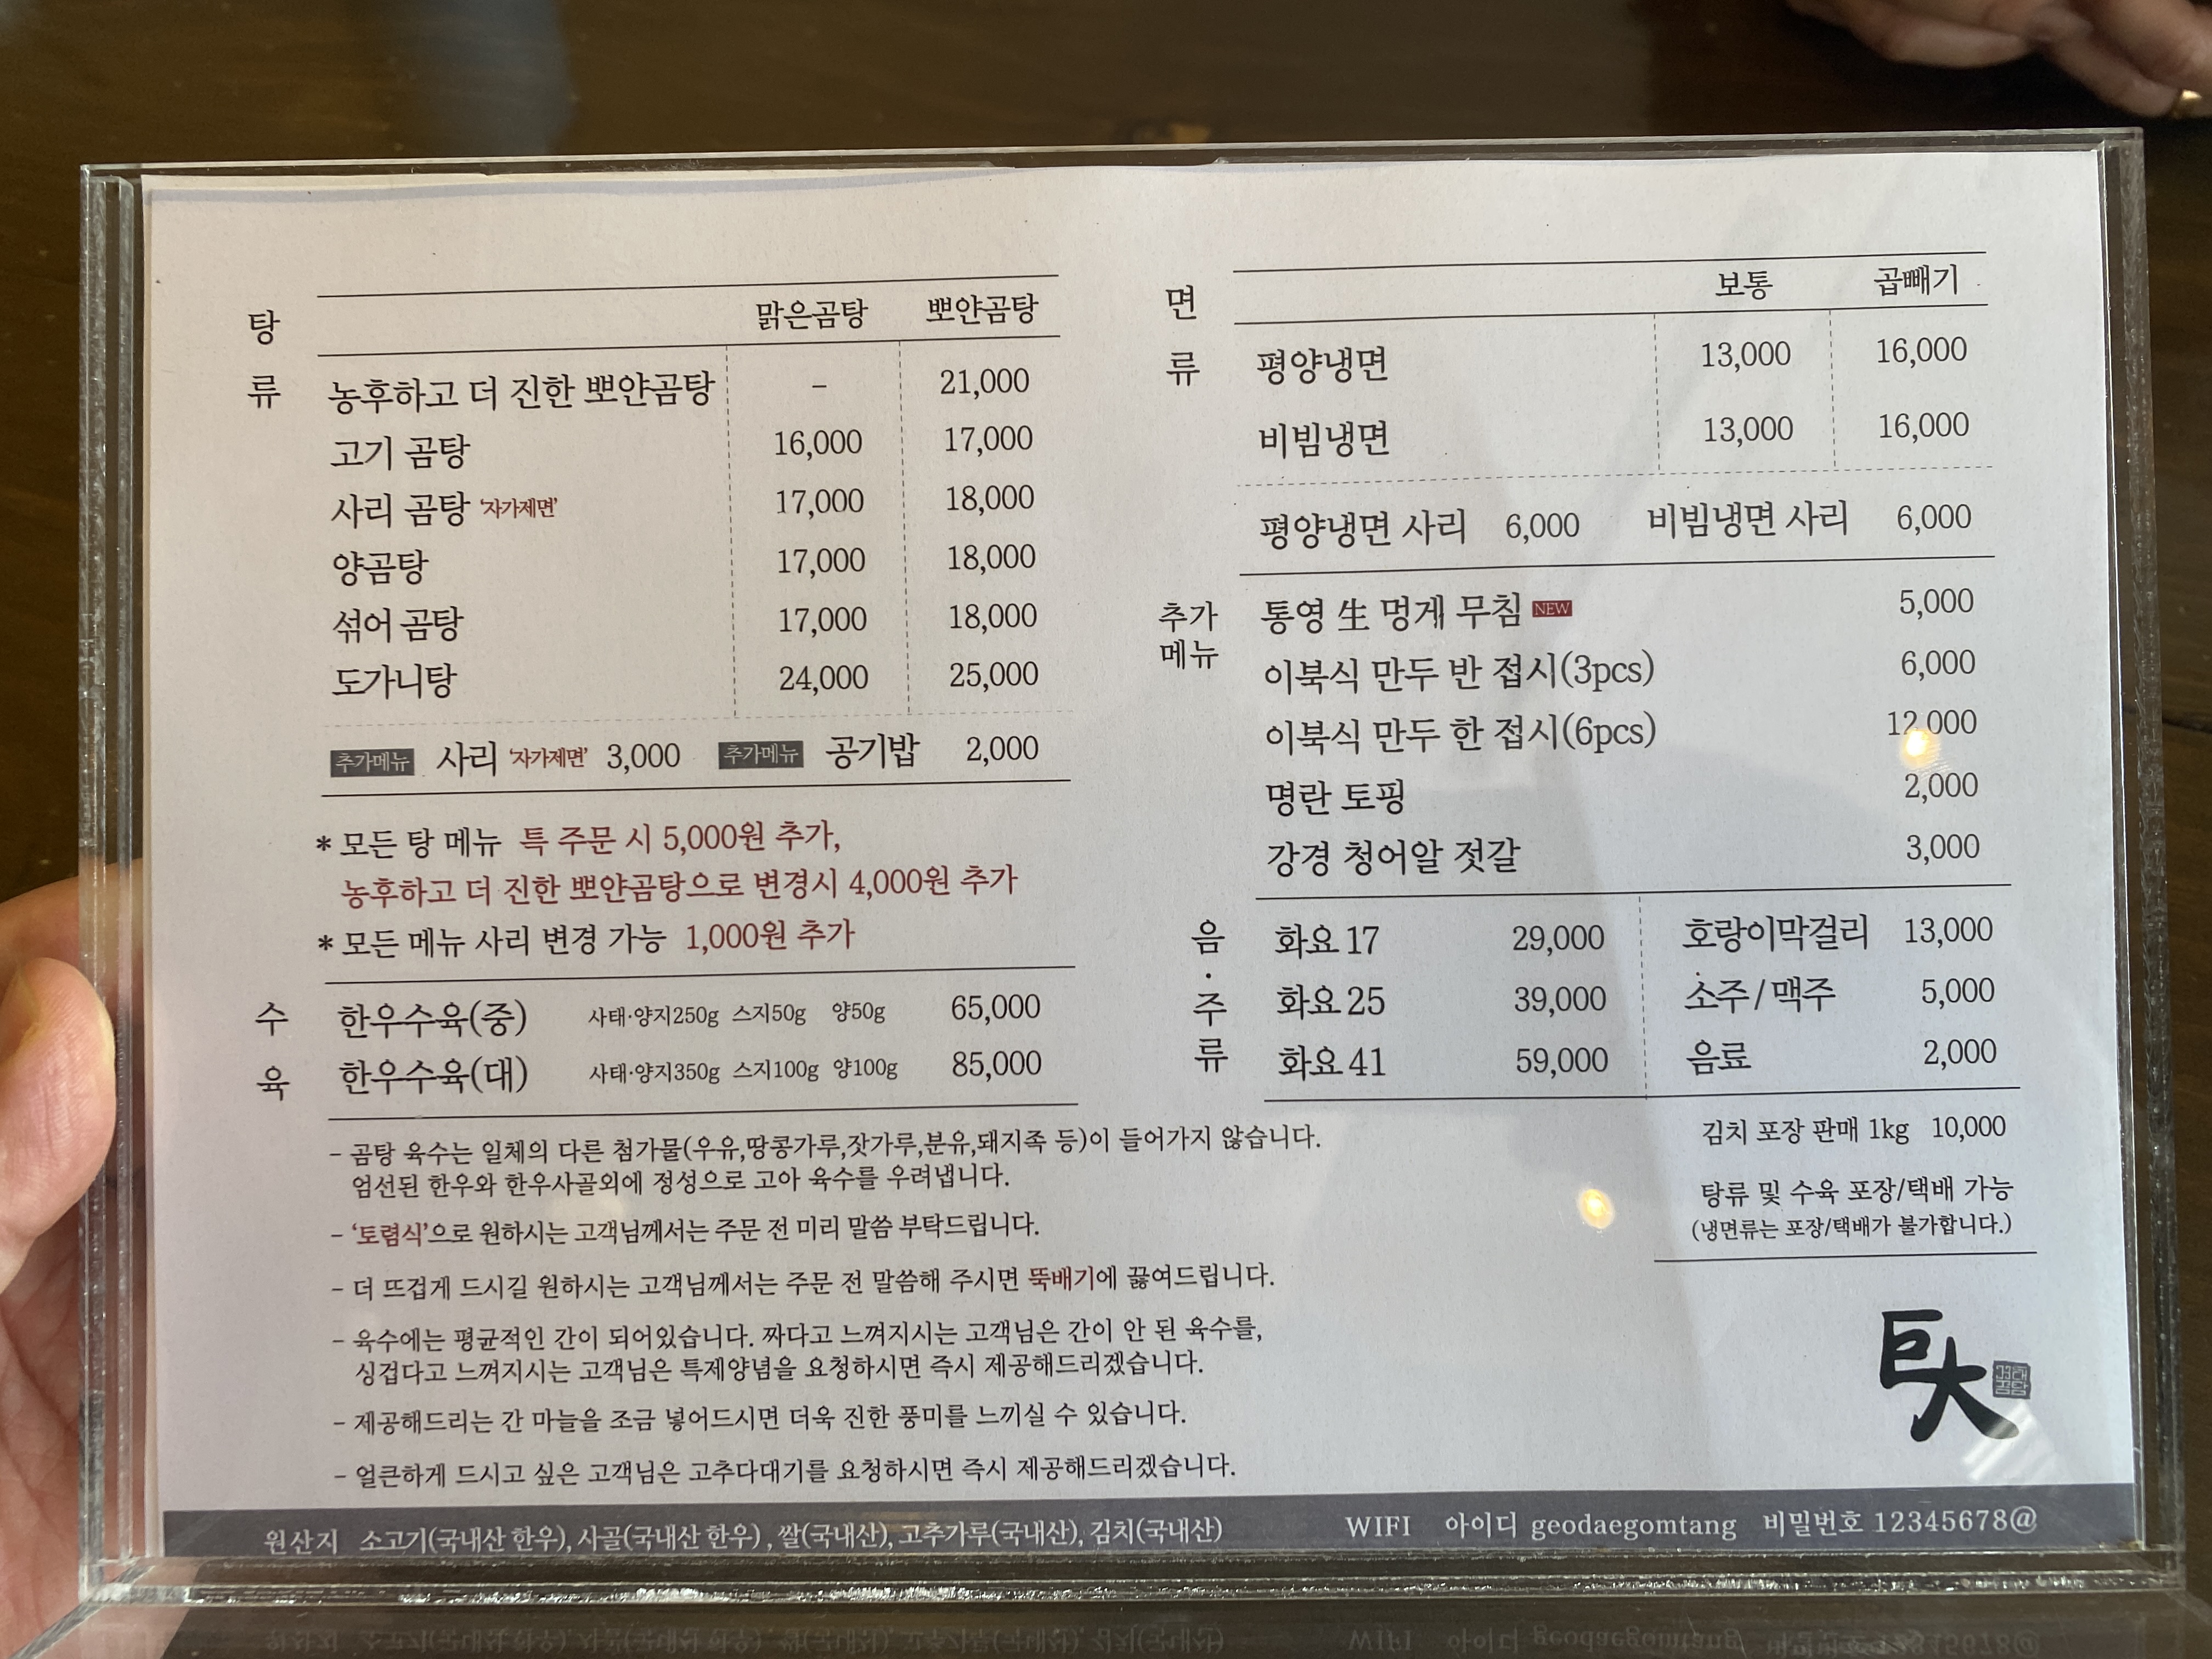 탕류
맑은곰탕 뽀얀곰탕
농후하고 더 진한 뽀얀곰탕 - 21,000
고기 곰탕 16,000 17,000
사리 곰탕 '자가제면' 17,000 18,000
양곰탕 17,000 18,000
섞어 곰탕 17,000 18,000
도가니탕 24,000 25,000
추가메뉴 사리 '자가제면' 3,000 추가메뉴 공기밥 2,000
* 모든 탕 메뉴 특 주문 시 5,000원 추가,
농후하고 더 진한 뽀얀곰탕으로 변경시 4,000원 추가
* 모든 메뉴 사리 변경 가능 1,000원 추가
수육
한우수육(중) 사태·양지250g 스지50g 양50g 65,000
한우수육(대) 사태·양지350g 스지100g 양100g 85,000
면류
보통 곱빼기
평양냉면 13,000 16,000
비빔냉면 13,000 16,000
평양냉면 사리 6,000 비빔냉면 사리 6,000
추가
메뉴
통영 生 멍게 무침 NEW 5,000
이북식 만두 반 접시(3pcs) 6,000
이북식 만두 한 접시(6pcs) 12,000
명란 토핑 2,000
강경 청어알 젓갈 3,000
음·주류
화요 17 29,000 호랑이막걸리 13,000
화요 25 39,000 소주 / 맥주 5,000
화요 41 59,000 음료 2,000
김치 포장 판매 1kg 10,000
탕류 및 수육 포장/택배 가능
(냉면류는 포장/택배가 불가합니다.)
- 곰탕 육수는 일체의 다른 첨가물(우유,땅콩가루,잣가루,분유,돼지족 등)이 들어가지 않습니다.
엄선된 한우와 한우사골외에 정성으로 고아 육수를 우려냅니다.
- '토렴식'으로 원하시는 고객님께서는 주문 전 미리 말씀 부탁드립니다.
- 더 뜨겁게 드시길 원하시는 고객님께서는 주문 전 말씀해 주시면 뚝배기에 끓여드립니다.
- 육수에는 평균적인 간이 되어있습니다. 짜다고 느껴지시는 고객님은 간이 안 된 육수를,
싱겁다고 느껴지시는 고객님은 특제양념을 요청하시면 즉시 제공해드리겠습니다.
- 제공해드리는 간 마늘을 조금 넣어드시면 더욱 진한 풍미를 느끼실 수 있습니다.
- 얼큰하게 드시고 싶은 고객님은 고추다대기를 요청하시면 즉시 제공해드리겠습니다.
巨大
거대곰탕
원산지 소고기(국내산 한우), 사골(국내산 한우) , 쌀(국내산), 고추가루(국내산), 김치(국내산)
WIFI 아이디 geodaegomtang 비밀번호 12345678@